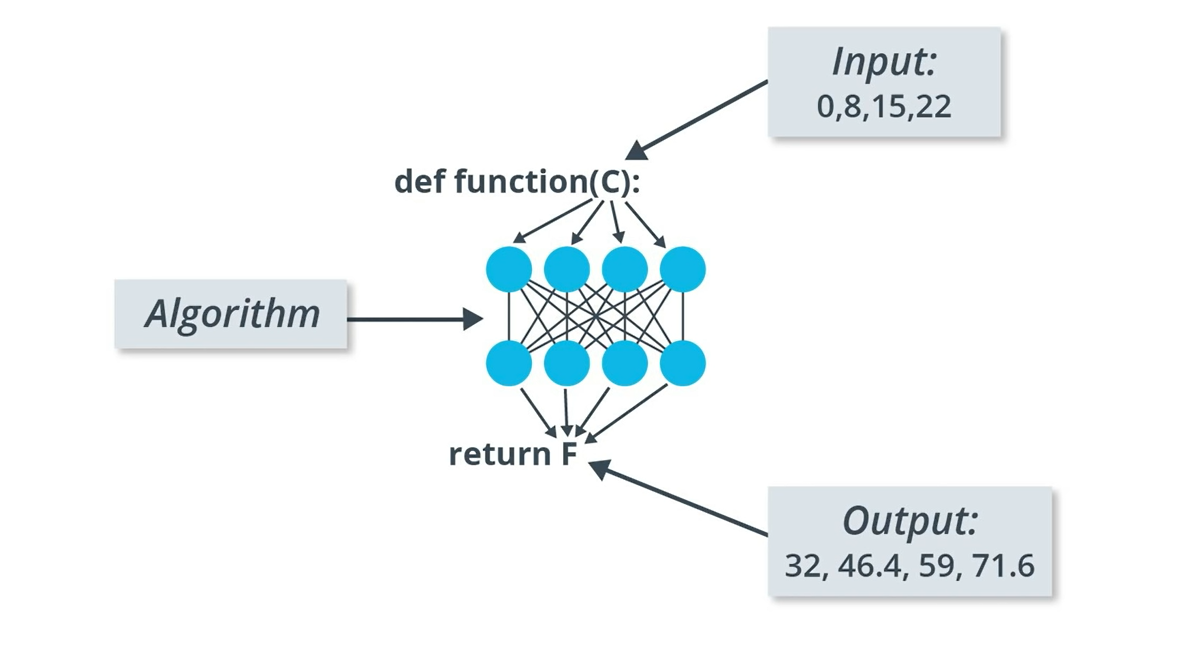 Input:
0,8,15,22
def function(C):
Algorithm
return F
Output:
32, 46.4, 59, 71.6